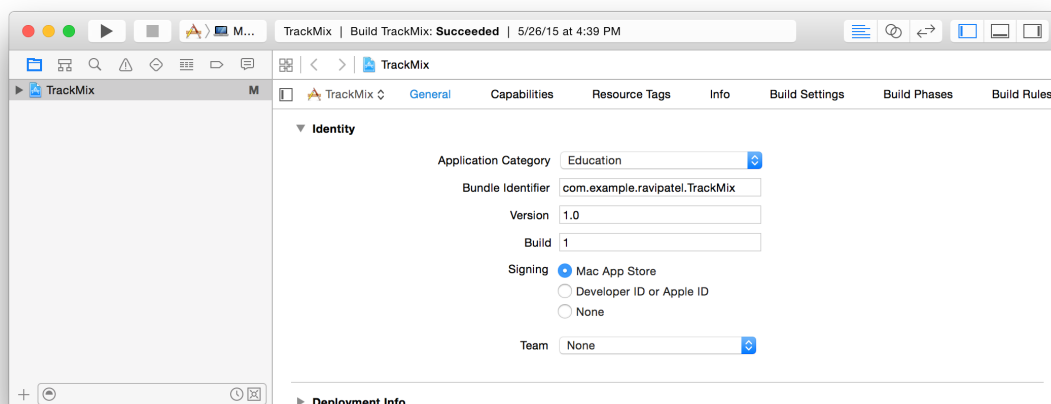 M...
TrackMix | Build TrackMix: Succeeded | 5/26/15 at 4:39 PM
TrackMix
TrackMix M
TrackMix General Capabilities Resource Tags Info Build Settings Build Phases Build Rules
Identity
Application Category Education
Bundle Identifier com.example.ravipatel.TrackMix
Version 1.0
Build 1
Signing Mac App Store
Developer ID or Apple ID
None
Team None
Deployment Info